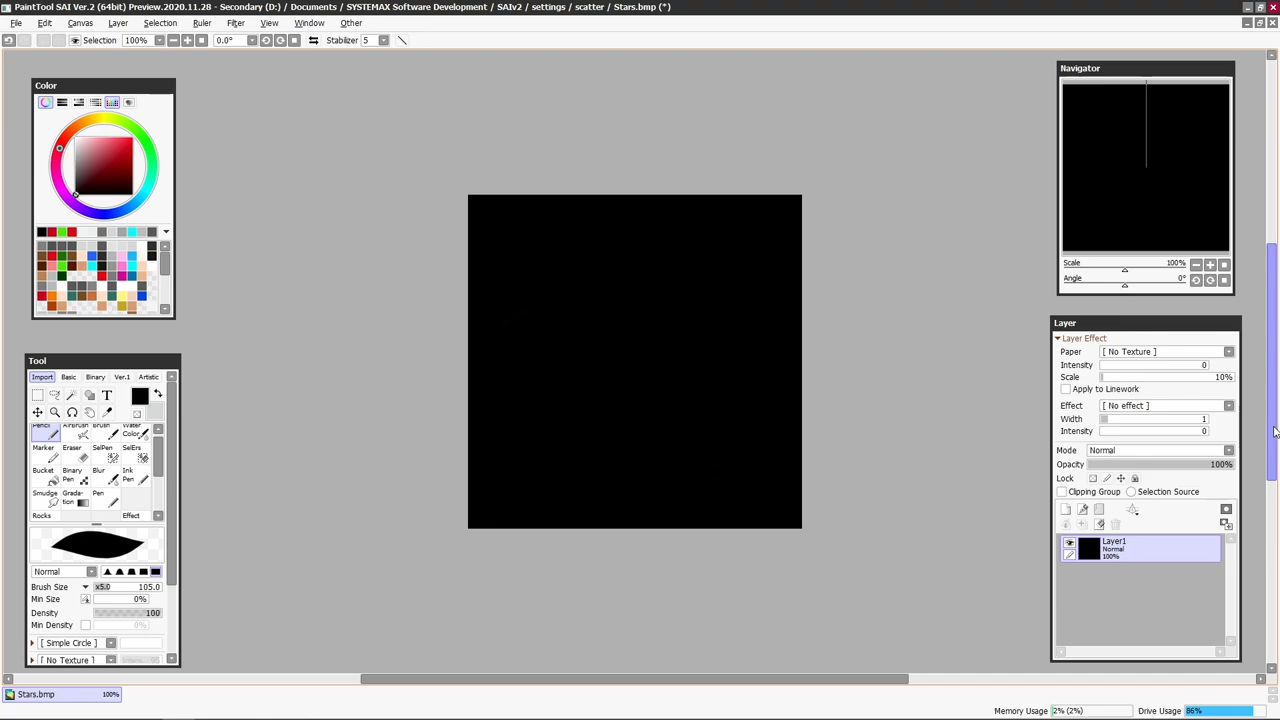 PaintTool SAI Ver.2 (64bit) Preview.2020.11.28 - Secondary (D:) / Documents / SYSTEMAX Software Development / SAIv2 / settings / scatter / Stars.bmp (*)
File Edit Canvas Layer Selection Ruler Filter View Window Other
Selection 100% 0.0° Stabilizer 5
Color
Tool
Import Basic Binary Ver.1 Artistic
T
Pencil Airbrush Brush Water Color
Marker Eraser SelPen SelErs
Bucket Binary Pen Blur Ink Pen
Smudge Grada-tion Pen
Rocks Effect
Normal
Brush Size x5.0 105.0
Min Size 0%
Density 100
Min Density 0%
[ Simple Circle ]
[ No Texture ]
Navigator
Scale 100%
Angle 0°
Layer
Layer Effect
Paper [ No Texture ]
Intensity 0
Scale 10%
Apply to Linework
Effect [ No effect ]
Width 1
Intensity 0
Mode Normal
Opacity 100%
Lock
Clipping Group Selection Source
Layer1
Normal
100%
Stars.bmp 100%
Memory Usage 2% (2%) Drive Usage 86%